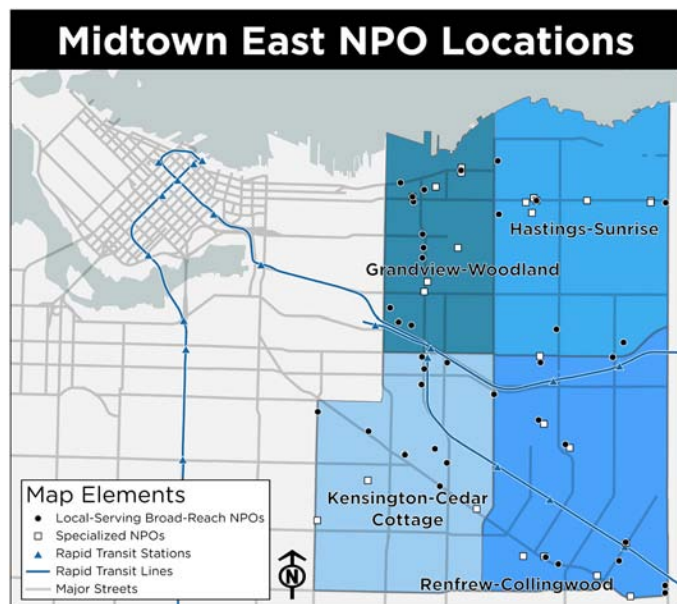 Midtown East NPO Locations
Hastings-Sunrise
Grandview-Woodland
Kensington-Cedar
Cottage
Renfrew-Collingwood
Map Elements
Local-Serving Broad-Reach NPOs
Specialized NPOs
Rapid Transit Stations
Rapid Transit Lines
Major Streets
N